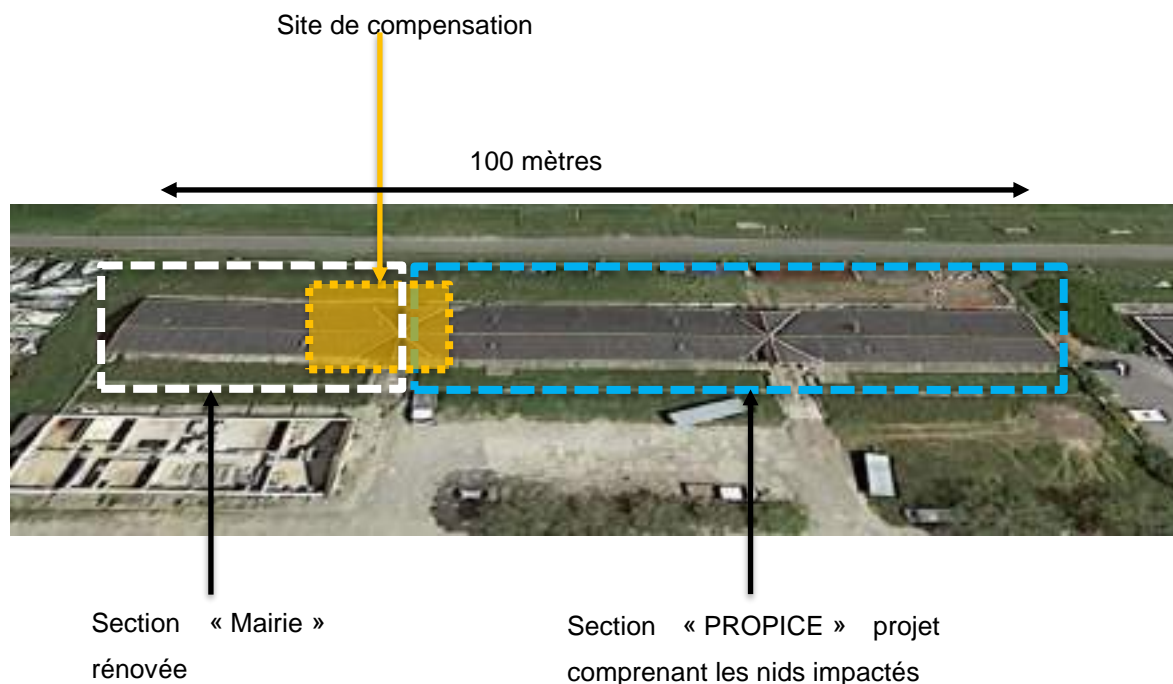 Site de compensation
100 mètres
Section « Mairie »
rénovée
Section « PROPICE » projet
comprenant les nids impactés